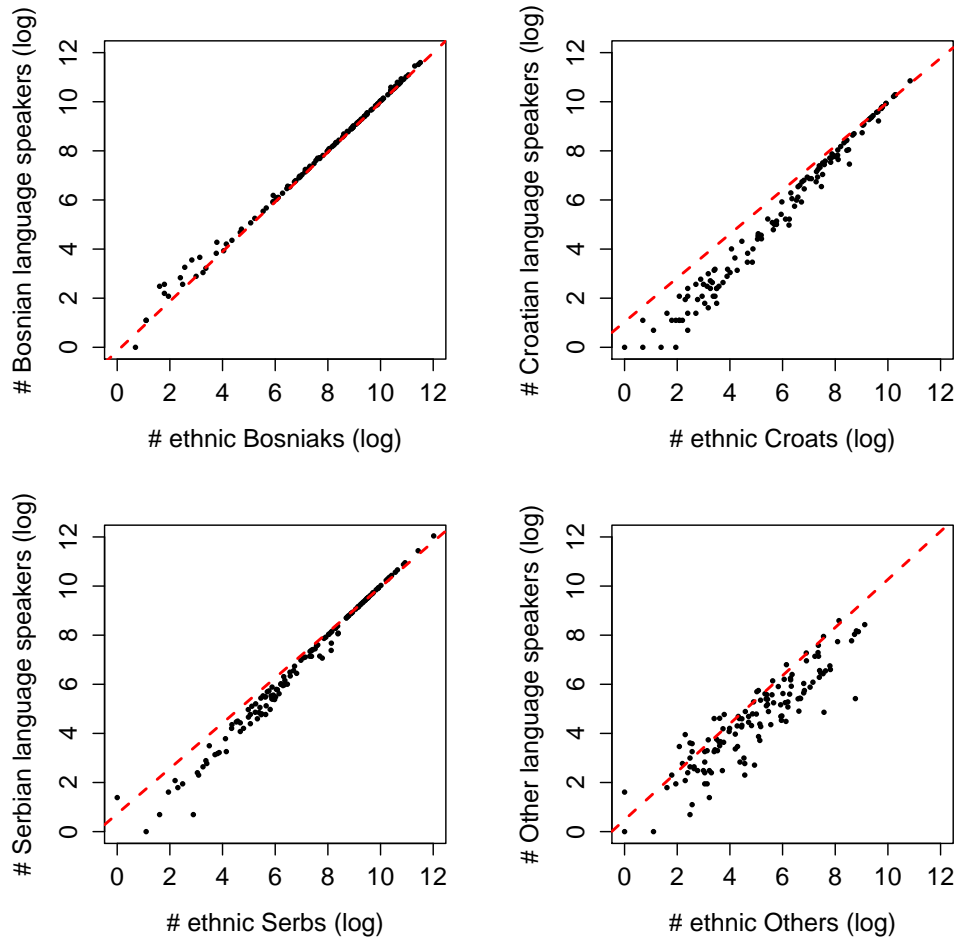 # Bosnian language speakers (log)
12
10
8
6
4
2
0
0 2 4 6 8 10 12
# ethnic Bosniaks (log)
# Croatian language speakers (log)
12
10
8
6
4
2
0
0 2 4 6 8 10 12
# ethnic Croats (log)
# Serbian language speakers (log)
12
10
8
6
4
2
0
0 2 4 6 8 10 12
# ethnic Serbs (log)
# Other language speakers (log)
12
10
8
6
4
2
0
0 2 4 6 8 10 12
# ethnic Others (log)